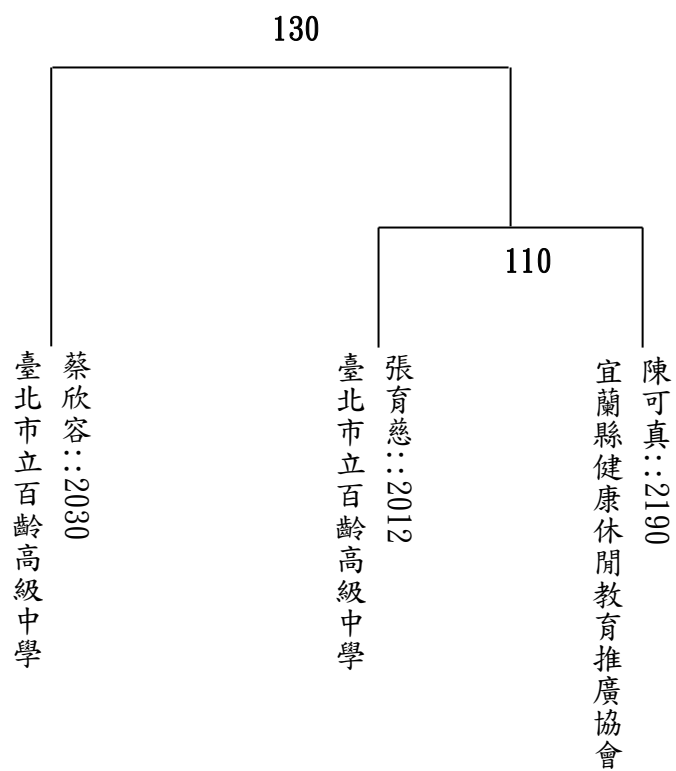 130
110
蔡欣容::2030
臺北市立百齡高級中學
張育慈::2012
臺北市立百齡高級中學
陳可真::2190
宜蘭縣健康休閒教育推廣協會